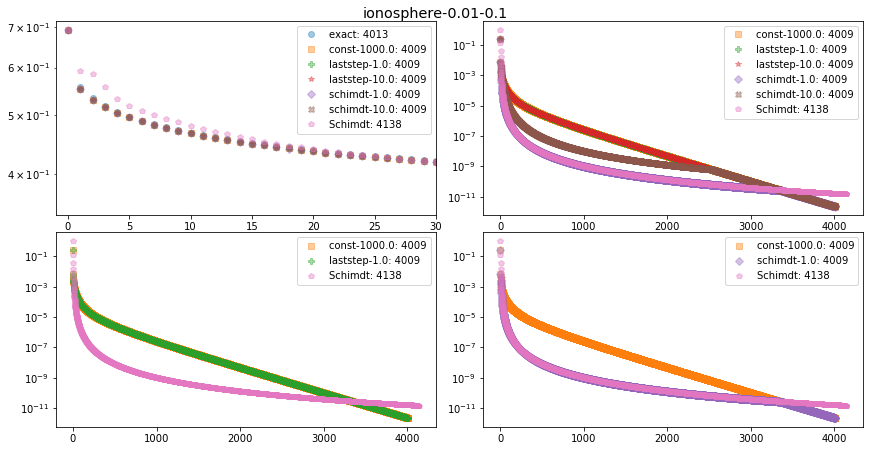 ionosphere-0.01-0.1
7 × 10⁻¹
6 × 10⁻¹
5 × 10⁻¹
4 × 10⁻¹
0 5 10 15 20 25 30
exact: 4013
const-1000.0: 4009
laststep-1.0: 4009
laststep-10.0: 4009
schimdt-1.0: 4009
schimdt-10.0: 4009
Schimdt: 4138
10⁻¹
10⁻³
10⁻⁵
10⁻⁷
10⁻⁹
10⁻¹¹
0 1000 2000 3000 4000
const-1000.0: 4009
laststep-1.0: 4009
laststep-10.0: 4009
schimdt-1.0: 4009
schimdt-10.0: 4009
Schimdt: 4138
10⁻¹
10⁻³
10⁻⁵
10⁻⁷
10⁻⁹
10⁻¹¹
0 1000 2000 3000 4000
const-1000.0: 4009
laststep-1.0: 4009
Schimdt: 4138
10⁻¹
10⁻³
10⁻⁵
10⁻⁷
10⁻⁹
10⁻¹¹
0 1000 2000 3000 4000
const-1000.0: 4009
schimdt-1.0: 4009
Schimdt: 4138